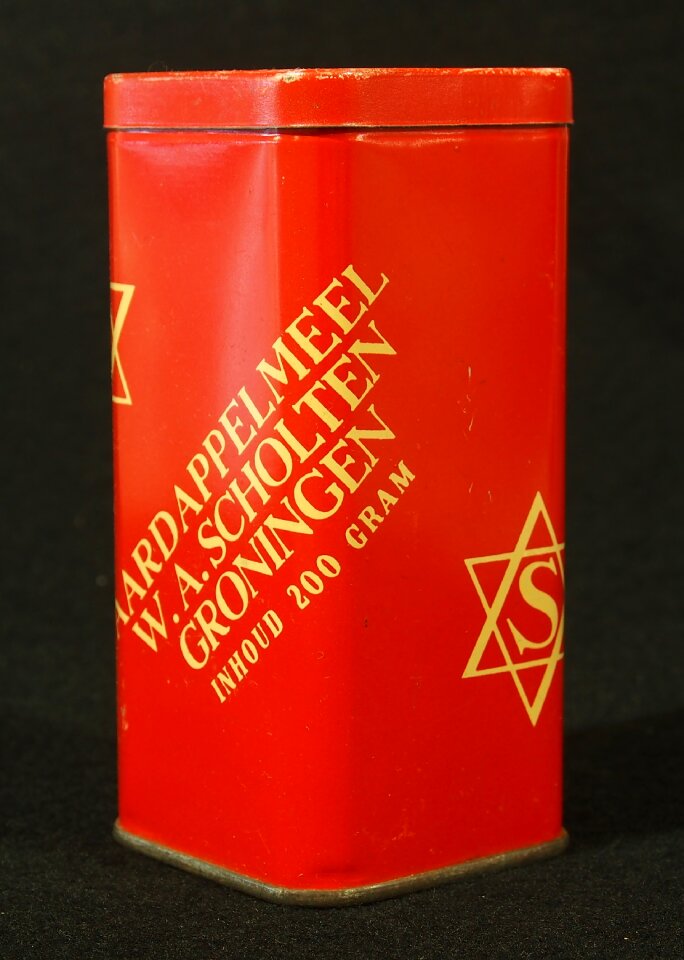 AARDAPPELMEEL
W.A. SCHOLTEN
GRONINGEN
INHOUD 200 GRAM
S